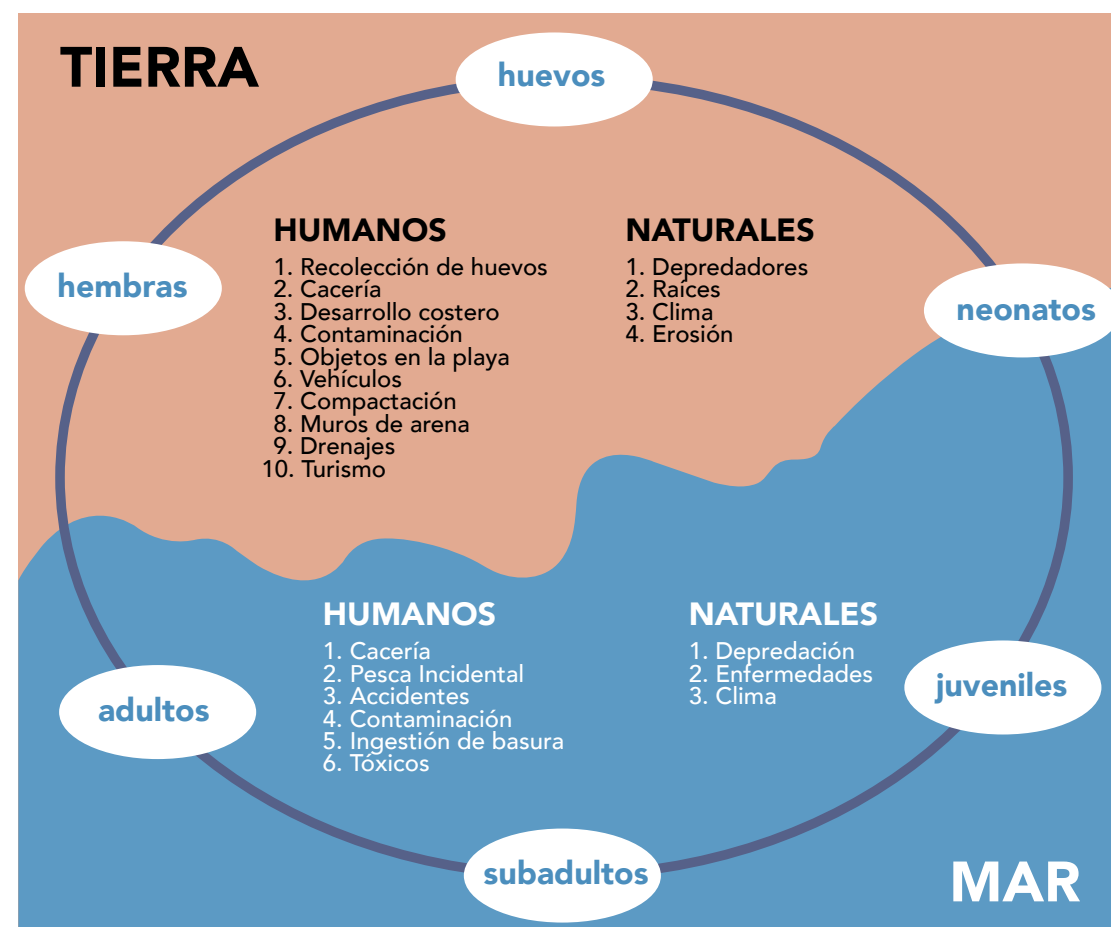 TIERRA
huevos
hembras
neonatos
HUMANOS
1. Recolección de huevos
2. Cacería
3. Desarrollo costero
4. Contaminación
5. Objetos en la playa
6. Vehículos
7. Compactación
8. Muros de arena
9. Drenajes
10. Turismo
NATURALES
1. Depredadores
2. Raíces
3. Clima
4. Erosión
HUMANOS
1. Cacería
2. Pesca Incidental
3. Accidentes
4. Contaminación
5. Ingestión de basura
6. Tóxicos
NATURALES
1. Depredación
2. Enfermedades
3. Clima
adultos
juveniles
subadultos
MAR